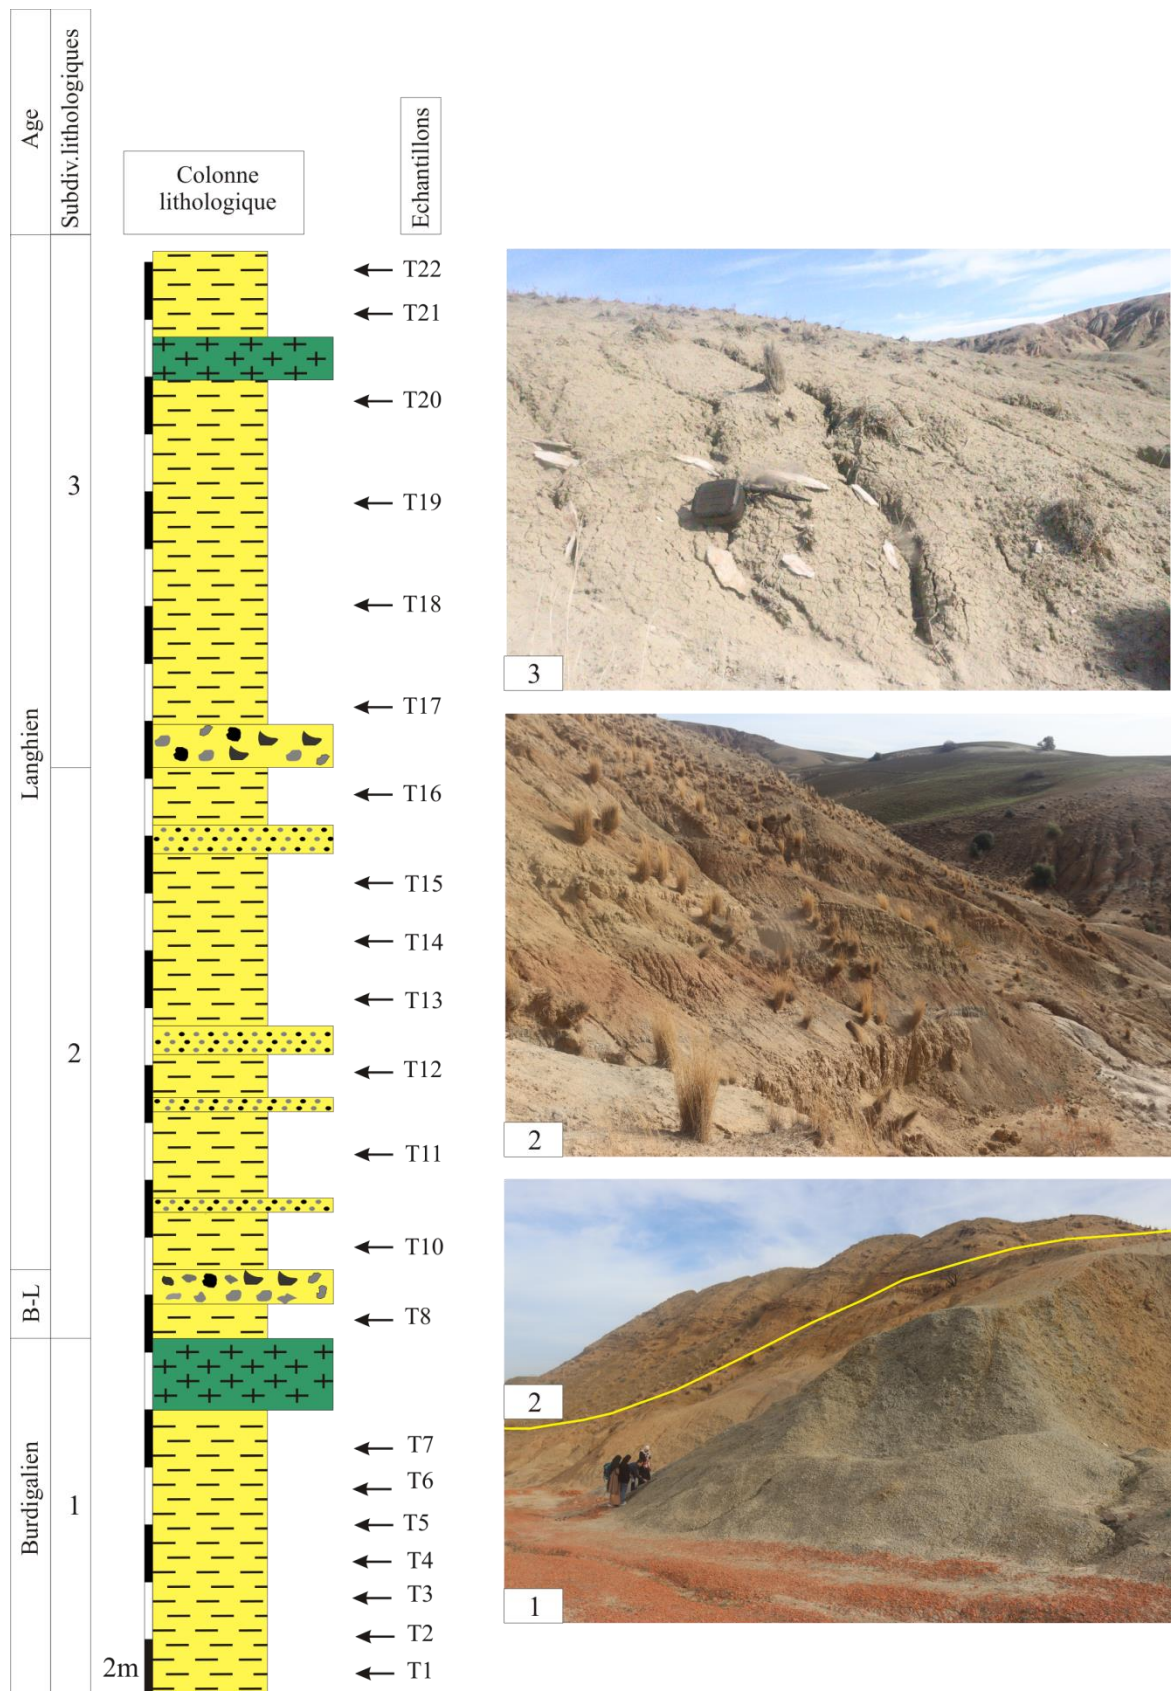 Age
Subdiv.lithologiques
Colonne
lithologique
Echantillons
Langhien
B-L
Burdigalien
3
2
1
T22
T21
T20
T19
T18
T17
T16
T15
T14
T13
T12
T11
T10
T8
T7
T6
T5
T4
T3
T2
T1
2m
3
2
2
1